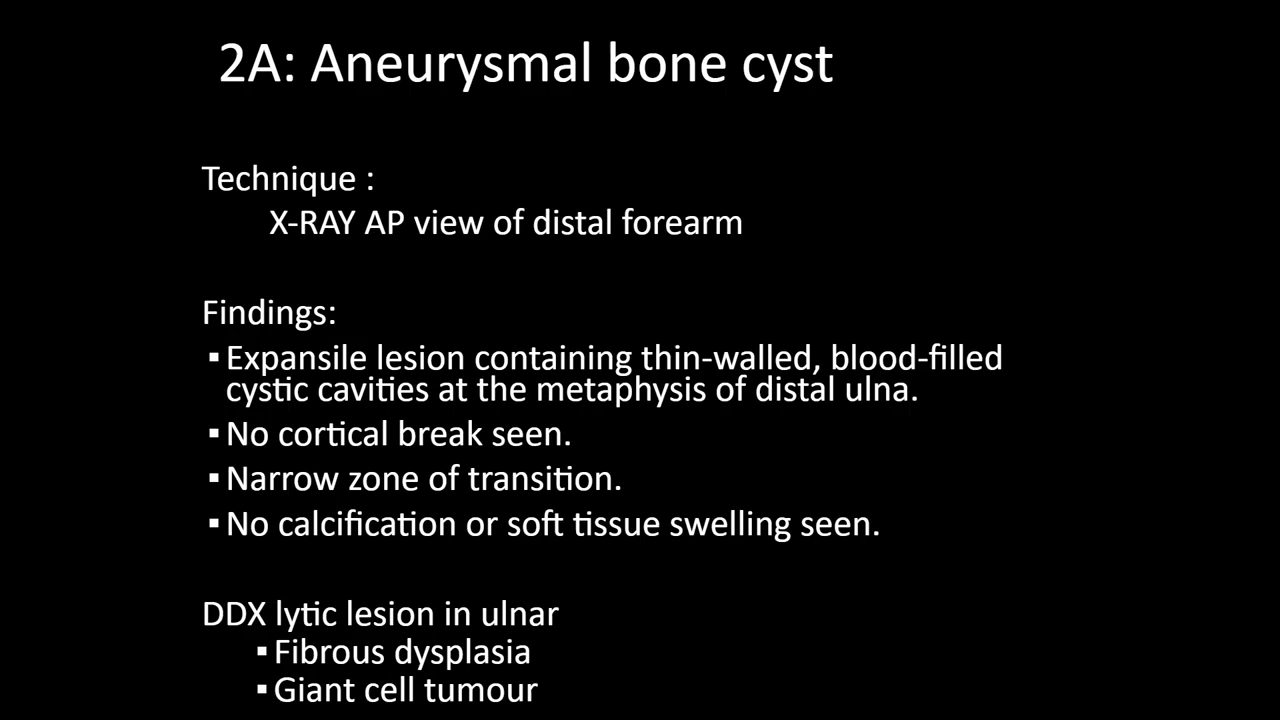 2A: Aneurysmal bone cyst
Technique :
X-RAY AP view of distal forearm
Findings:
▪Expansile lesion containing thin-walled, blood-filled
cystic cavities at the metaphysis of distal ulna.
▪No cortical break seen.
▪Narrow zone of transition.
▪No calcification or soft tissue swelling seen.
DDX lytic lesion in ulnar
▪Fibrous dysplasia
▪Giant cell tumour